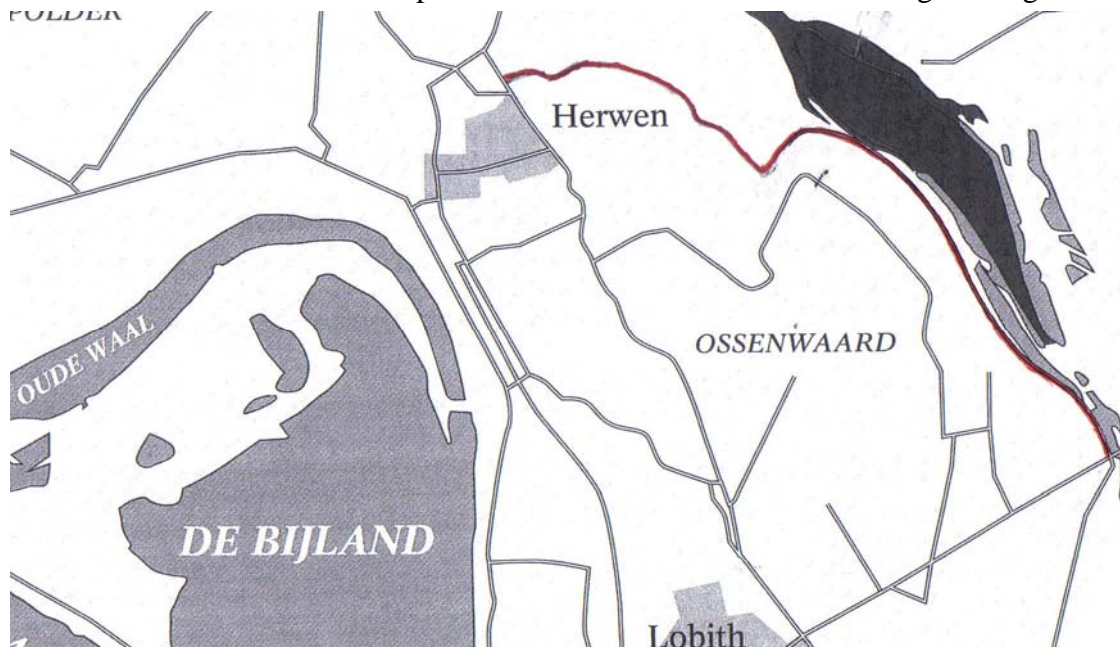 POLDER
Herwen
OUDE WAAL
OSSENWAARD
DE BIJLAND
Lobith